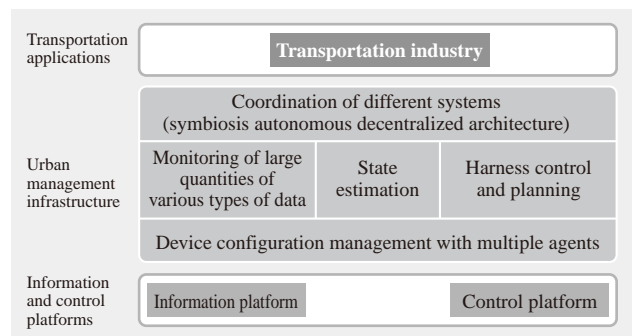 Transportation
applications
Transportation industry
Urban
management
infrastructure
Coordination of different systems
(symbiosis autonomous decentralized architecture)
Monitoring of large
quantities of
various types of data
State
estimation
Harness control
and planning
Device configuration management with multiple agents
Information
and control
platforms
Information platform
Control platform